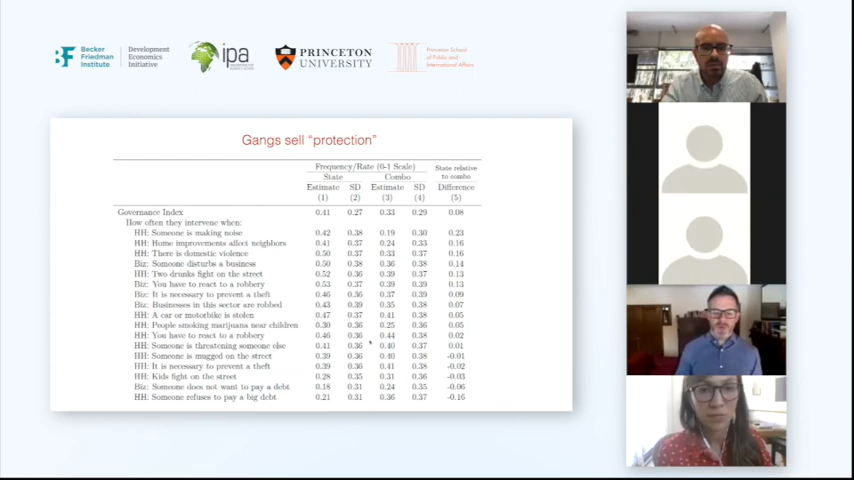 Becker
Friedman
Institute
Development
Economics
Initiative
ipa
PRINCETON
UNIVERSITY
Princeton School
of Public and
International Affairs
Gangs sell "protection"
Frequency/Rate (0-1 Scale) State relative
State Combo to combo
Estimate SD Estimate SD Difference
(1) (2) (3) (4) (5)
Governance Index 0.41 0.27 0.33 0.29 0.08
How often they intervene when:
HH: Someone is making noise 0.42 0.38 0.19 0.30 0.23
HH: Home improvements affect neighbors 0.41 0.37 0.24 0.33 0.16
HH: There is domestic violence 0.50 0.37 0.33 0.37 0.16
Biz: Someone disturbs a business 0.50 0.38 0.36 0.38 0.14
HH: Two drunks fight on the street 0.52 0.36 0.39 0.37 0.13
Biz: You have to react to a robbery 0.53 0.37 0.39 0.39 0.13
Biz: It is necessary to prevent a theft 0.46 0.36 0.37 0.39 0.09
Biz: Businesses in this sector are robbed 0.43 0.39 0.35 0.38 0.07
HH: A car or motorbike is stolen 0.47 0.37 0.41 0.38 0.05
HH: People smoking marijuana near children 0.30 0.36 0.25 0.36 0.05
HH: You have to react to a robbery 0.46 0.36 0.44 0.38 0.02
HH: Someone is threatening someone else 0.41 0.36 0.40 0.37 0.01
HH: Someone is mugged on the street 0.39 0.36 0.40 0.38 -0.01
HH: It is necessary to prevent a theft 0.39 0.36 0.41 0.38 -0.02
HH: Kids fight on the street 0.28 0.35 0.31 0.36 -0.03
Biz: Someone does not want to pay a debt 0.18 0.31 0.24 0.35 -0.06
HH: Someone refuses to pay a big debt 0.21 0.31 0.36 0.37 -0.16